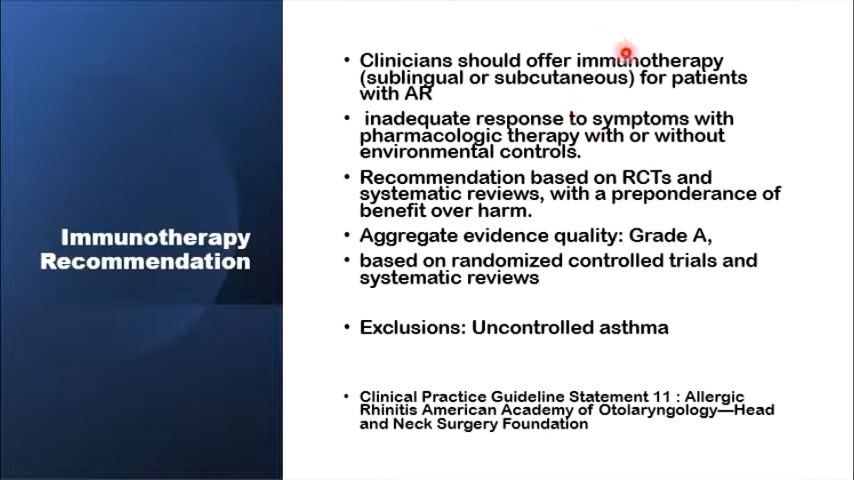 Immunotherapy
Recommendation
• Clinicians should offer immunotherapy
(sublingual or subcutaneous) for patients
with AR
• inadequate response to symptoms with
pharmacologic therapy with or without
environmental controls.
• Recommendation based on RCTs and
systematic reviews, with a preponderance of
benefit over harm.
• Aggregate evidence quality: Grade A,
• based on randomized controlled trials and
systematic reviews
• Exclusions: Uncontrolled asthma
• Clinical Practice Guideline Statement 11 : Allergic
Rhinitis American Academy of Otolaryngology—Head
and Neck Surgery Foundation